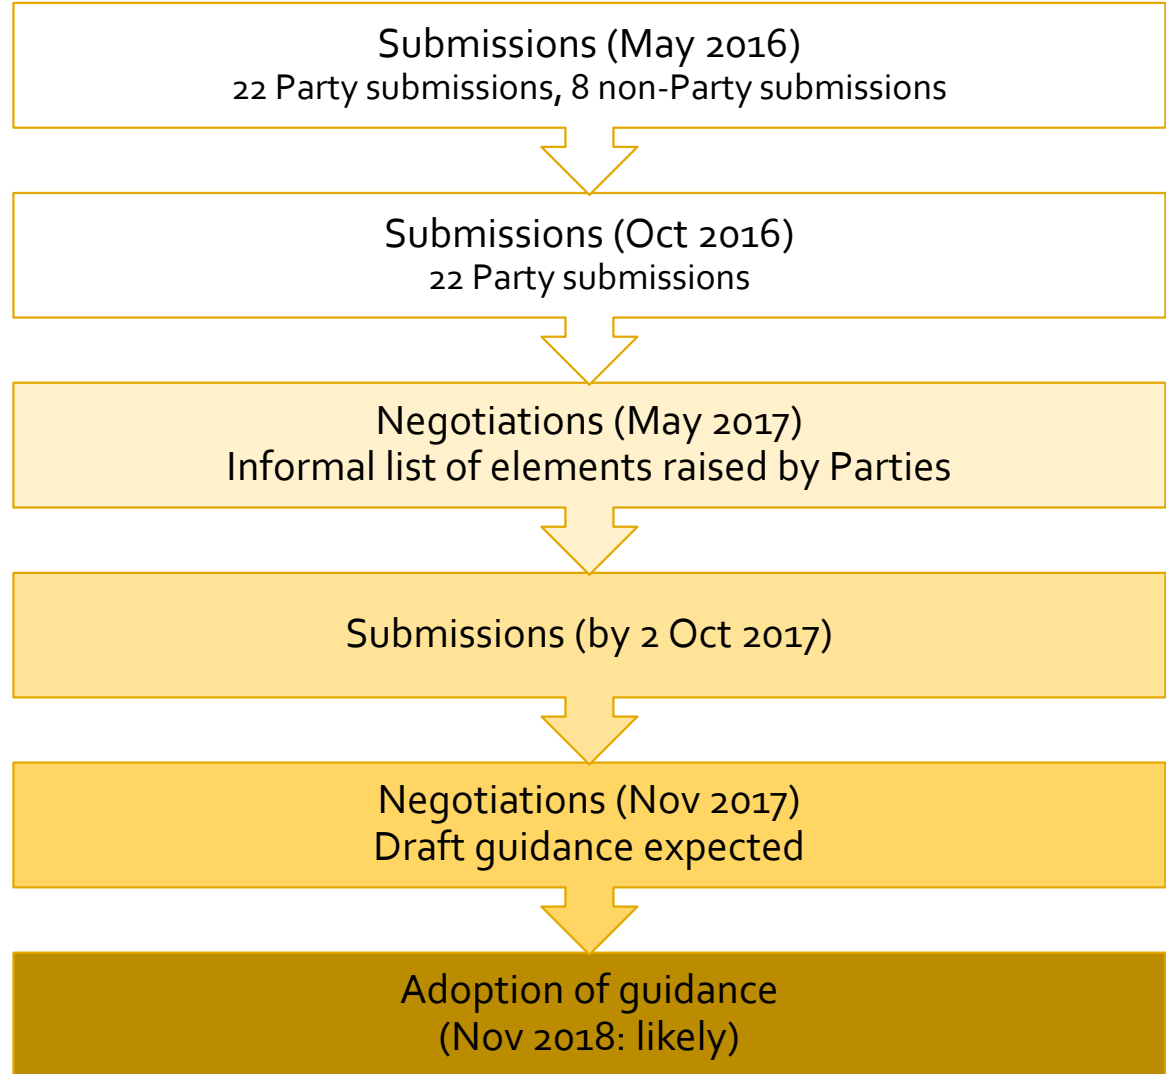 Submissions (May 2016)
22 Party submissions, 8 non-Party submissions
Submissions (Oct 2016)
22 Party submissions
Negotiations (May 2017)
Informal list of elements raised by Parties
Submissions (by 2 Oct 2017)
Negotiations (Nov 2017)
Draft guidance expected
Adoption of guidance
(Nov 2018: likely)